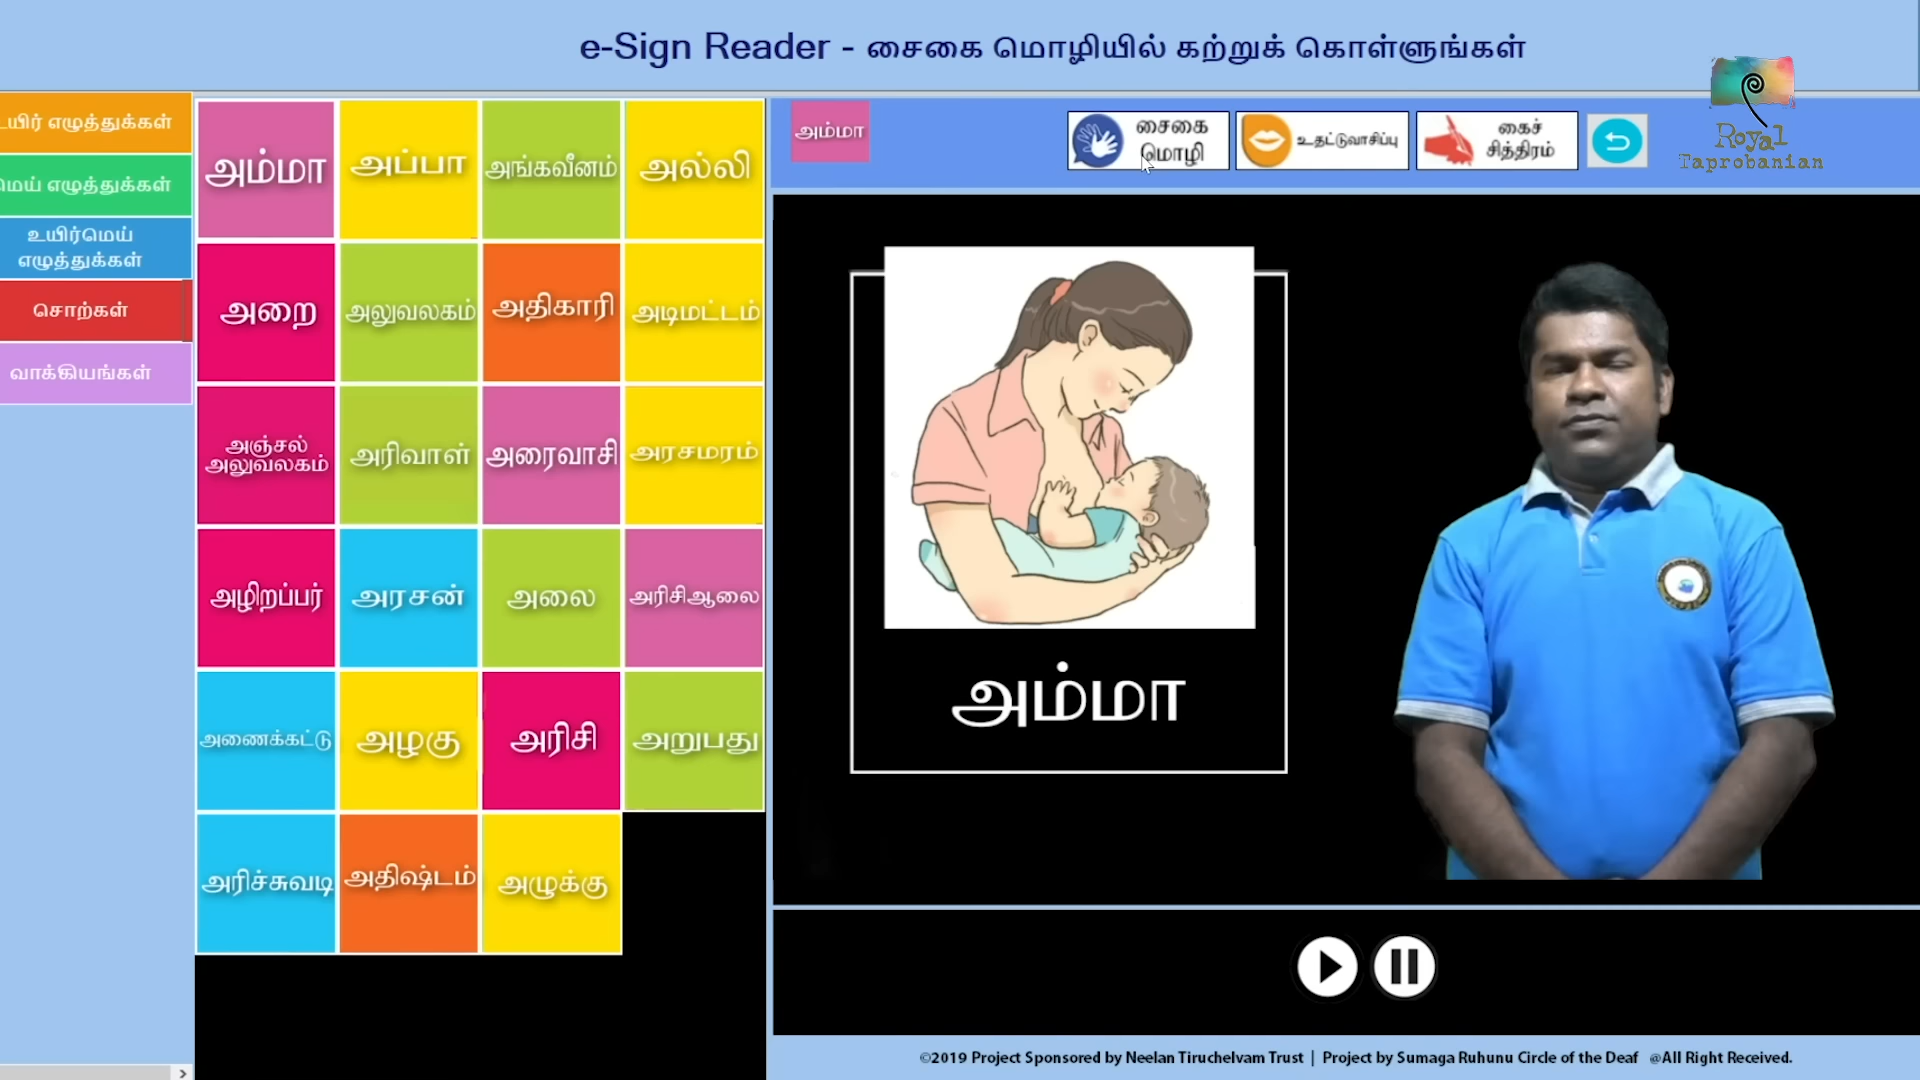 e-Sign Reader - சைகை மொழியில் கற்றுக் கொள்ளுங்கள்
Royal
Taprobanian
உயிர் எழுத்துக்கள்
மெய் எழுத்துக்கள்
உயிர்மெய்
எழுத்துக்கள்
சொற்கள்
வாக்கியங்கள்
அம்மா
அப்பா
அங்கவீனம்
அல்லி
அறை
அலுவலகம்
அதிகாரி
அடிமட்டம்
அஞ்சல்
அலுவலகம்
அரிவாள்
அரைவாசி
அரசமரம்
அழிறப்பர்
அரசன்
அலை
அரிசிஆலை
அணைக்கட்டு
அழகு
அரிசி
அறுபது
அரிச்சுவடி
அதிஷ்டம்
அழுக்கு
அம்மா
சைகை
மொழி
உதட்டுவாசிப்பு
கைச்
சித்திரம்
அம்மா
©2019 Project Sponsored by Neelan Tiruchelvam Trust | Project by Sumaga Ruhunu Circle of the Deaf @All Right Received.